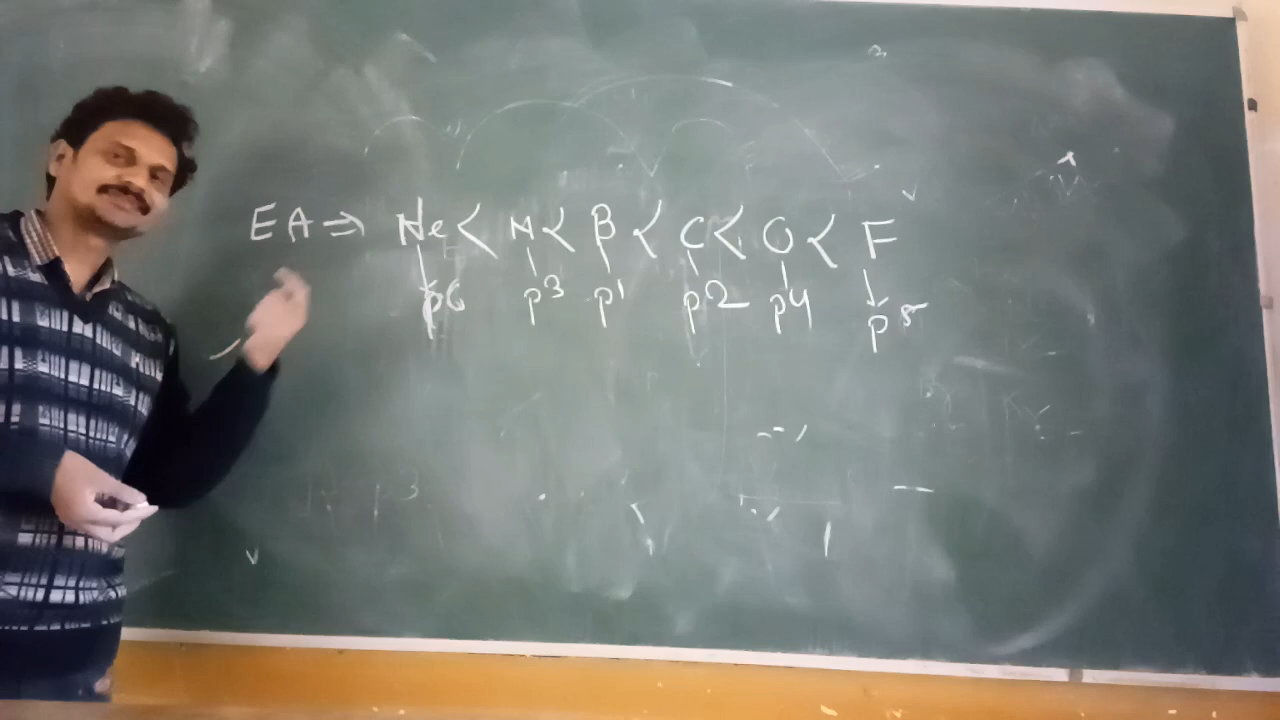 EA ⇒ Ne < N < B < C < O < F
p6 p3 p1 p2 p4 p5